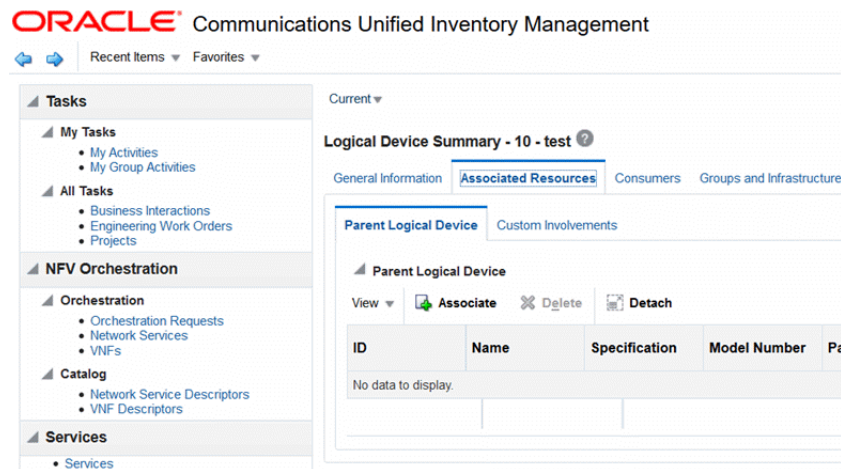 ORACLE Communications Unified Inventory Management
Recent Items Favorites
Tasks
My Tasks
My Activities
My Group Activities
All Tasks
Business Interactions
Engineering Work Orders
Projects
NFV Orchestration
Orchestration
Orchestration Requests
Network Services
VNFs
Catalog
Network Service Descriptors
VNF Descriptors
Services
Services
Current
Logical Device Summary - 10 - test
General Information Associated Resources Consumers Groups and Infrastructure
Parent Logical Device Custom Involvements
Parent Logical Device
View Associate Delete Detach
ID Name Specification Model Number Pa
No data to display.